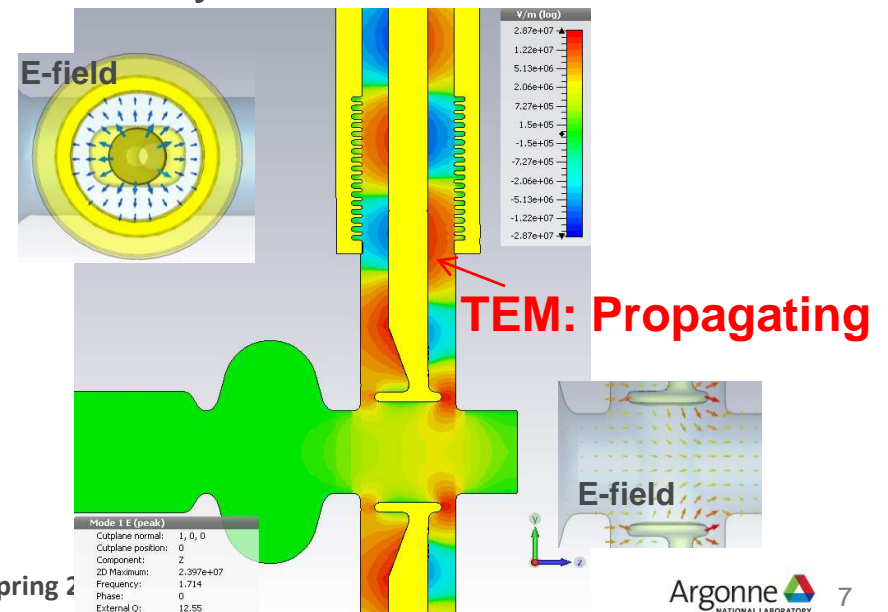 E-field
V/m (log)
2.87e+07
1.22e+07
5.13e+06
2.06e+06
7.27e+05
1.5e+05
-1.5e+05
-7.27e+05
-2.06e+06
-5.13e+06
-1.22e+07
-2.87e+07
TEM: Propagating
E-field
y
z
Mode 1 E (peak)
Cutplane normal: 1, 0, 0
Cutplane position: 0
Component: Z
2D Maximum: 2.397e+07
Frequency: 1.714
Phase: 0
External Q: 12.55
Argonne
NATIONAL LABORATORY
7